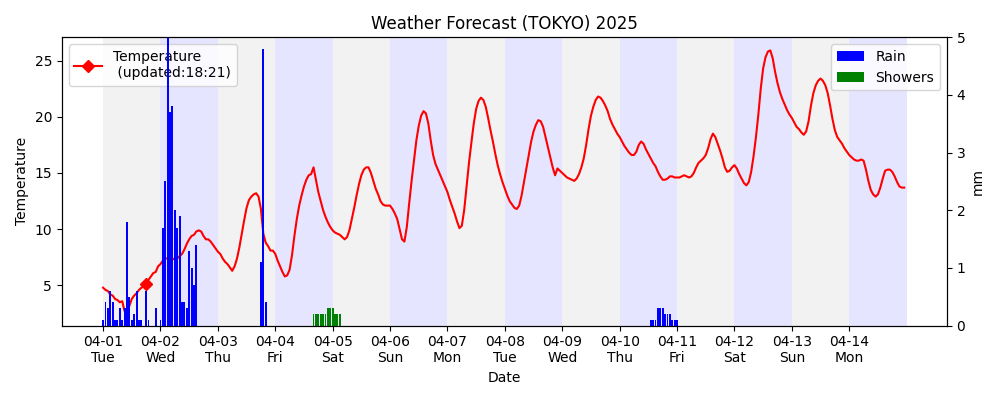 Weather Forecast (TOKYO) 2025
Temperature
(updated:18:21)
Rain
Showers
25
20
15
10
5
Temperature
5
4
3
2
1
0
mm
04-01 04-02 04-03 04-04 04-05 04-06 04-07 04-08 04-09 04-10 04-11 04-12 04-13 04-14
Tue Wed Thu Fri Sat Sun Mon Tue Wed Thu Fri Sat Sun Mon
Date